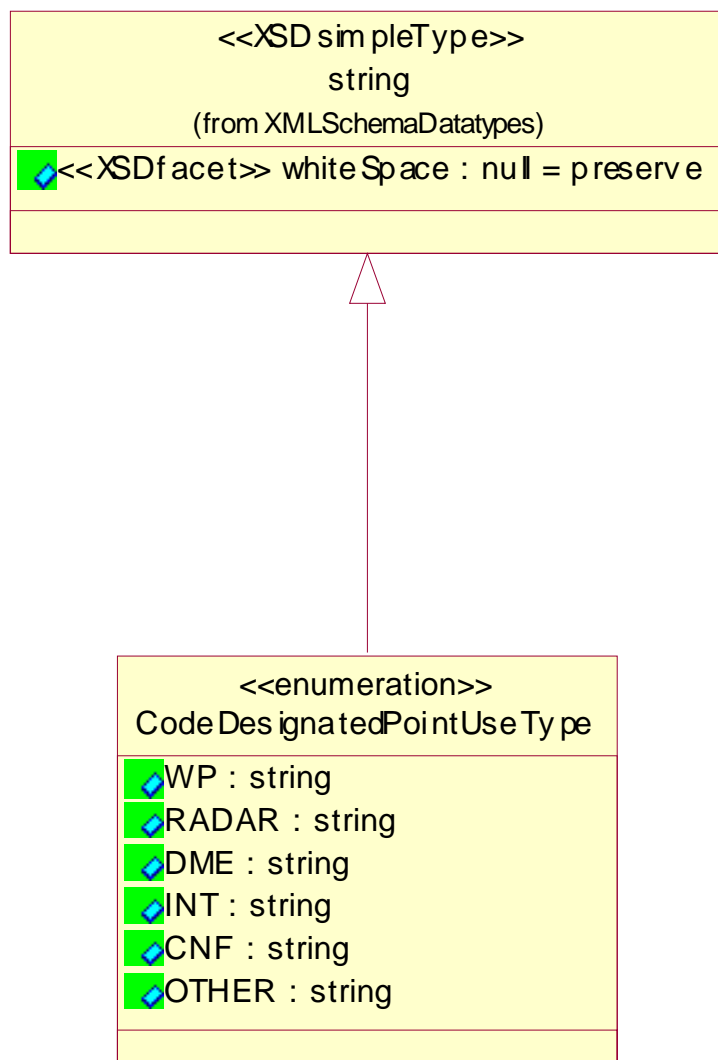 <<XSDsimpleType>>
string
(from XMLSchemaDatatypes)
<<XSDfacet>> whiteSpace : null = preserve
<<enumeration>>
CodeDesignatedPointUseType
WP : string
RADAR : string
DME : string
INT : string
CNF : string
OTHER : string